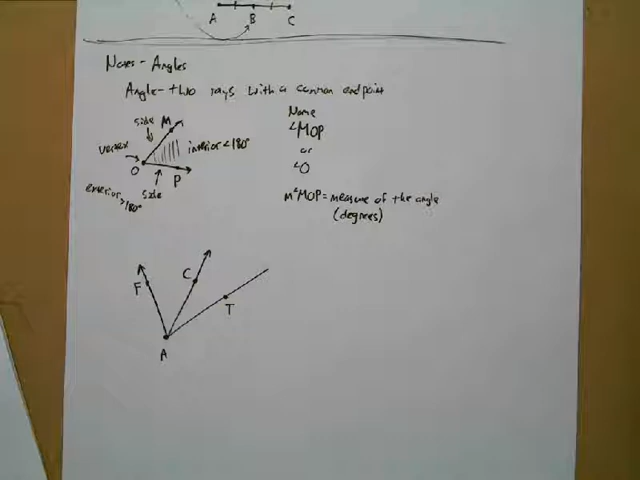 A B C
Notes - Angles
Angle - two rays with a common endpoint
Name
side M
∠MOP
vertex interior <180°
or
O P
∠O
exterior >180° side
m∠MOP = measure of the angle
(degrees)
F C
T
A